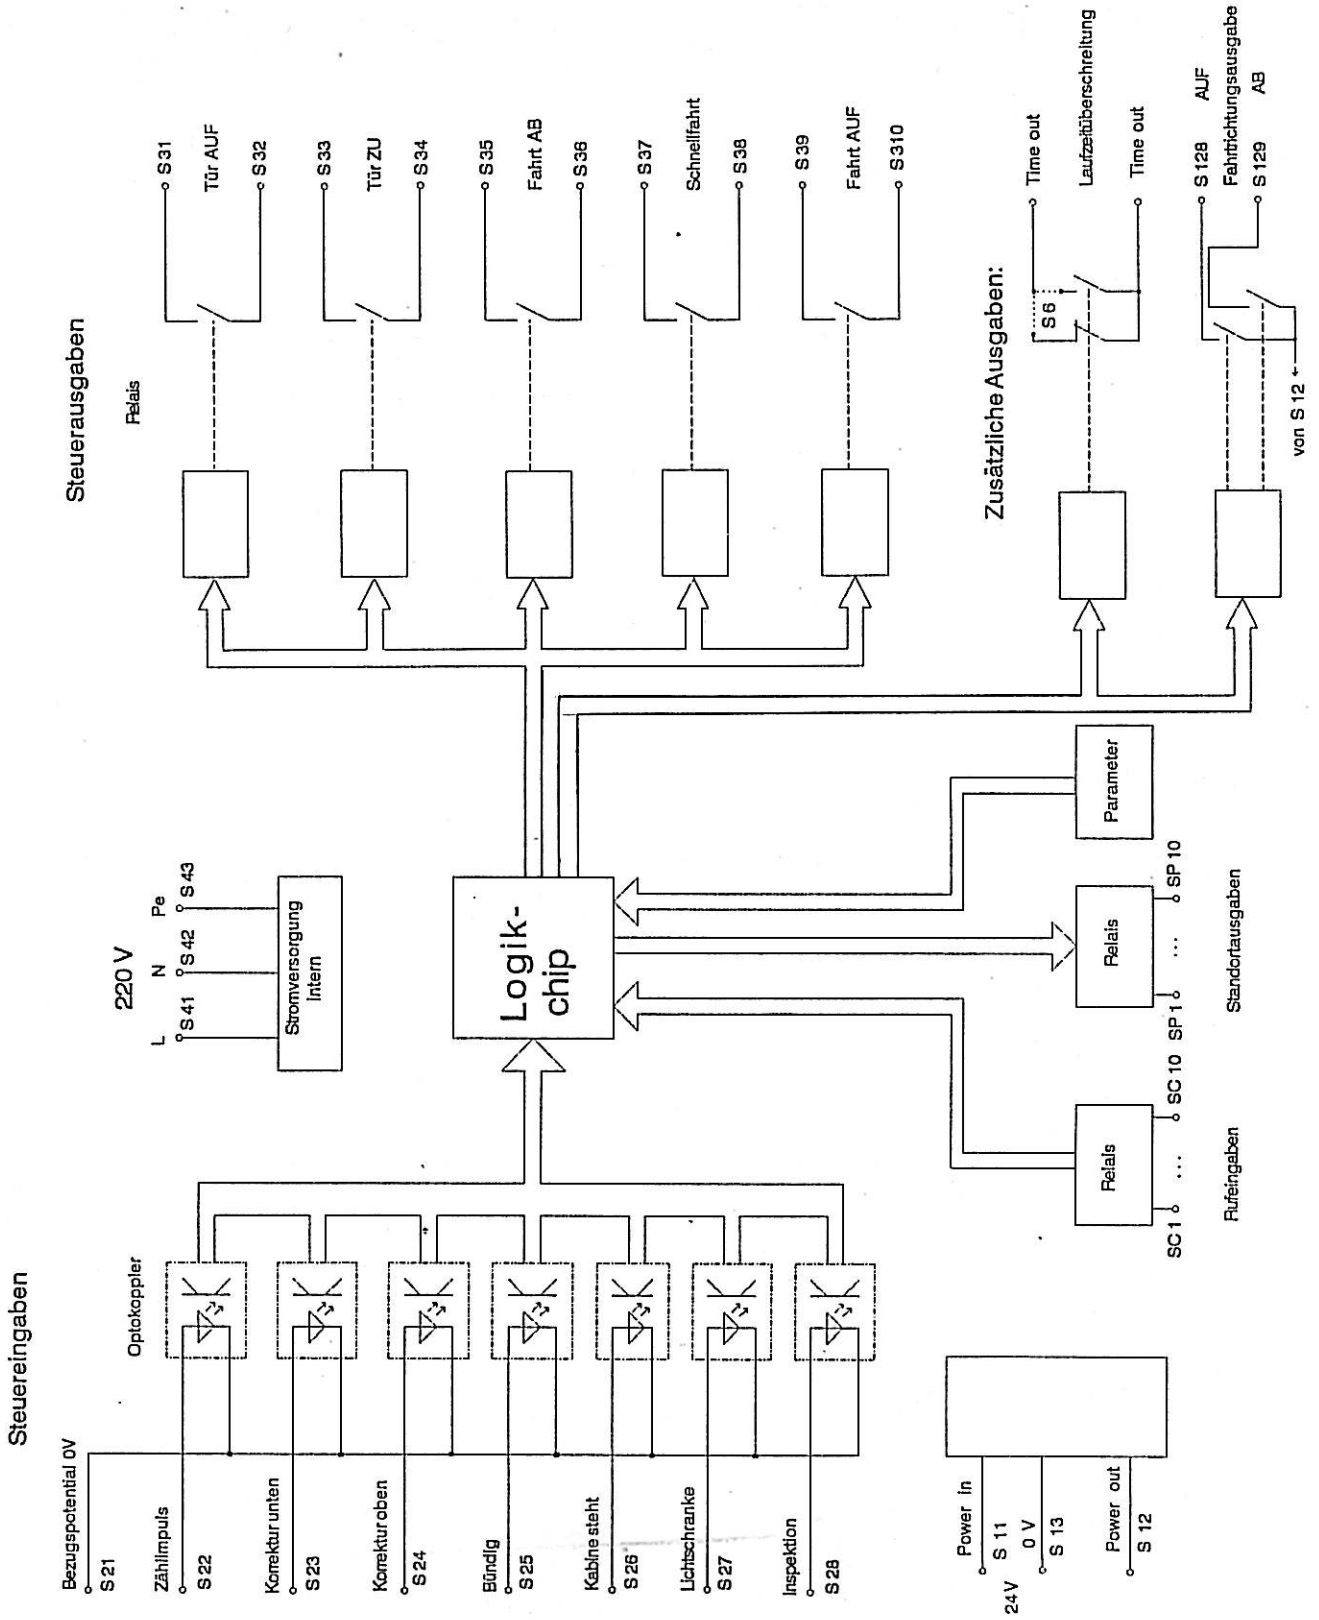 Steuereingaben
Bezugspotential 0V
S 21
Zählimpuls
S 22
Korrektur unten
S 23
Korrektur oben
S 24
Bündig
S 25
Kabine steht
S 26
Lichtschranke
S 27
Inspektion
S 28
Optokoppler
Power in
S 11
24V
0 V
S 13
Power out
S 12
220 V
L
N
Pe
S 41
S 42
S 43
Stromversorgung
Intern
Logik-
chip
Relais
SC 1
...
SC 10
Rufeingaben
Relais
SP 1
...
SP 10
Standortausgaben
Parameter
Steuerausgaben
Relais
S 31
Tür AUF
S 32
S 33
Tür ZU
S 34
S 35
Fahrt AB
S 36
S 37
Schnellfahrt
S 38
S 39
Fahrt AUF
S 310
Zusätzliche Ausgaben:
Time out
S 6
Laufzeitüberschreitung
Time out
S 128
AUF
Fahrtrichtungsausgabe
S 129
AB
von S 12